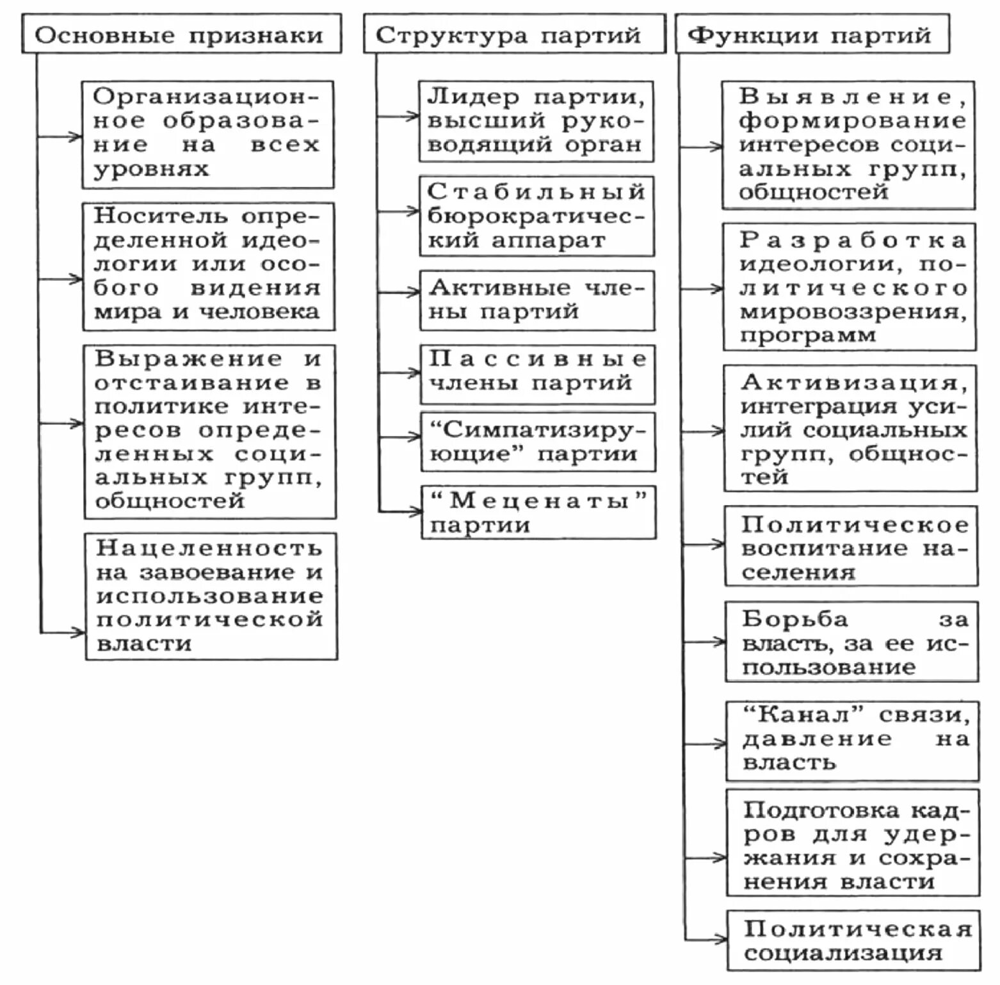 Основные признаки
Организацион-
ное образова-
ние на всех
уровнях
Носитель опре-
деленной идео-
логии или осо-
бого видения
мира и человека
Выражение и
отстаивание в
политике инте-
ресов опреде-
ленных соци-
альных групп,
общностей
Нацеленность
на завоевание и
использование
политической
власти
Структура партий
Лидер партии,
высший руко-
водящий орган
Стабильный
бюрократичес-
кий аппарат
Активные чле-
ны партий
Пассивные
члены партий
“Симпатизиру-
ющие” партии
“Меценаты”
партии
Функции партий
Выявление,
формирование
интересов соци-
альных групп,
общностей
Разработка
идеологии, по-
литического
мировоззрения,
программ
Активизация,
интеграция уси-
лий социальных
групп, общнос-
тей
Политическое
воспитание на-
селения
Борьба за
власть, за ее ис-
пользование
“Канал” связи,
давление на
власть
Подготовка кад-
ров для удер-
жания и сохра-
нения власти
Политическая
социализация